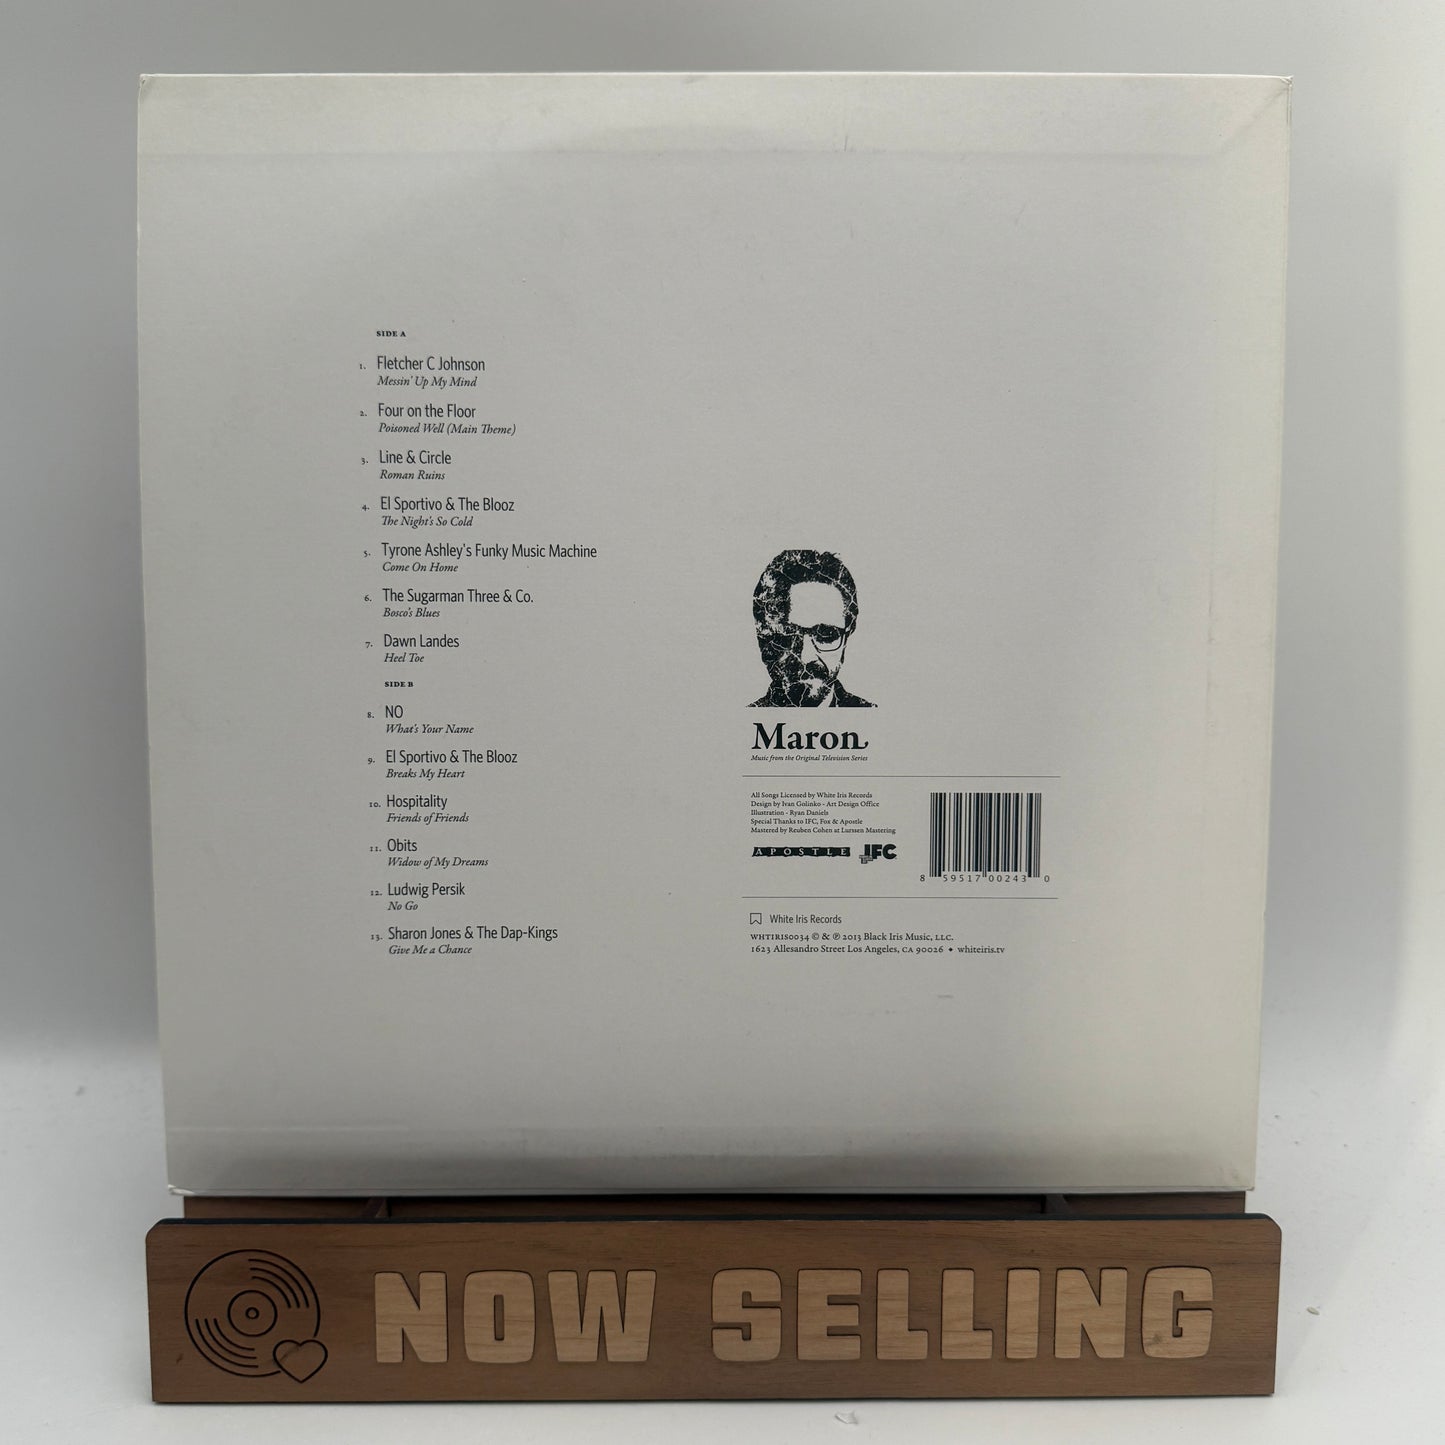 SIDE A
1. Fletcher C Johnson
Messin' Up My Mind
2. Four on the Floor
Poisoned Well (Main Theme)
3. Line & Circle
Roman Ruins
4. El Sportivo & The Blooz
The Night's So Cold
5. Tyrone Ashley's Funky Music Machine
Come On Home
6. The Sugarman Three & Co.
Bosco's Blues
7. Dawn Landes
Heel Toe
SIDE B
8. NO
What's Your Name
9. El Sportivo & The Blooz
Breaks My Heart
10. Hospitality
Friends of Friends
11. Obits
Widow of My Dreams
12. Ludwig Persik
No Go
13. Sharon Jones & The Dap-Kings
Give Me a Chance
Maron
Music from the Original Television Series
All Songs Licensed by White Iris Records
Design by Ivan Golinko - Art Design Office
Illustration - Ryan Daniels
Special Thanks to IFC, Fox & Apostle
Mastered by Reuben Cohen at Lurssen Mastering
APOSTLE IFC
8 59517 00243 0
White Iris Records
WHTIRIS0034 © & ℗ 2013 Black Iris Music, LLC.
1623 Allesandro Street Los Angeles, CA 90026 ⬥ whiteiris.tv
NOW SELLING